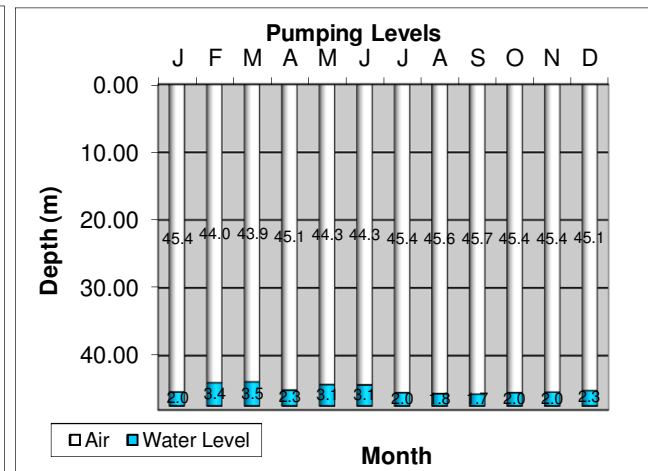 Pumping Levels
J F M A M J J A S O N D
0.00
10.00
20.00
30.00
40.00
Depth (m)
45.4 44.0 43.9 45.1 44.3 44.3 45.4 45.6 45.7 45.4 45.4 45.1
2.0 3.4 3.5 2.3 3.1 3.1 2.0 1.8 1.7 2.0 2.0 2.3
Air Water Level
Month